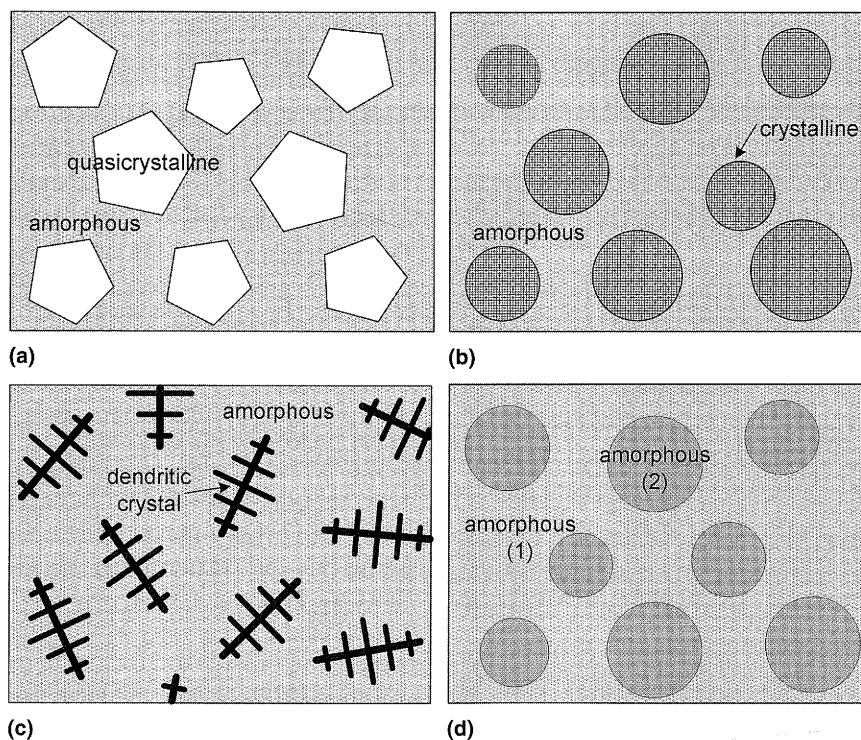 quasicrystalline
amorphous
(a)
crystalline
amorphous
(b)
amorphous
dendritic
crystal
(c)
amorphous
(2)
amorphous
(1)
(d)